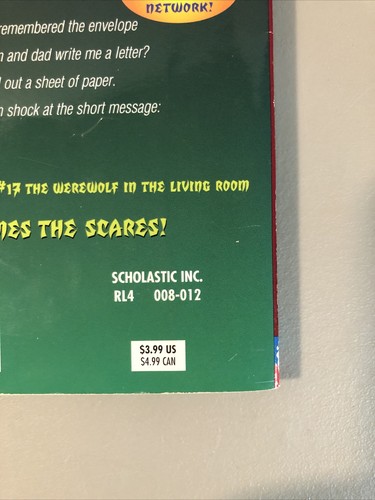 NETWORK!
remembered the envelope
and dad write me a letter?
out a sheet of paper.
shock at the short message:
#17 THE WEREWOLF IN THE LIVING ROOM
THE SCARES!
SCHOLASTIC INC.
RL4 008-012
$3.99 US
$4.99 CAN